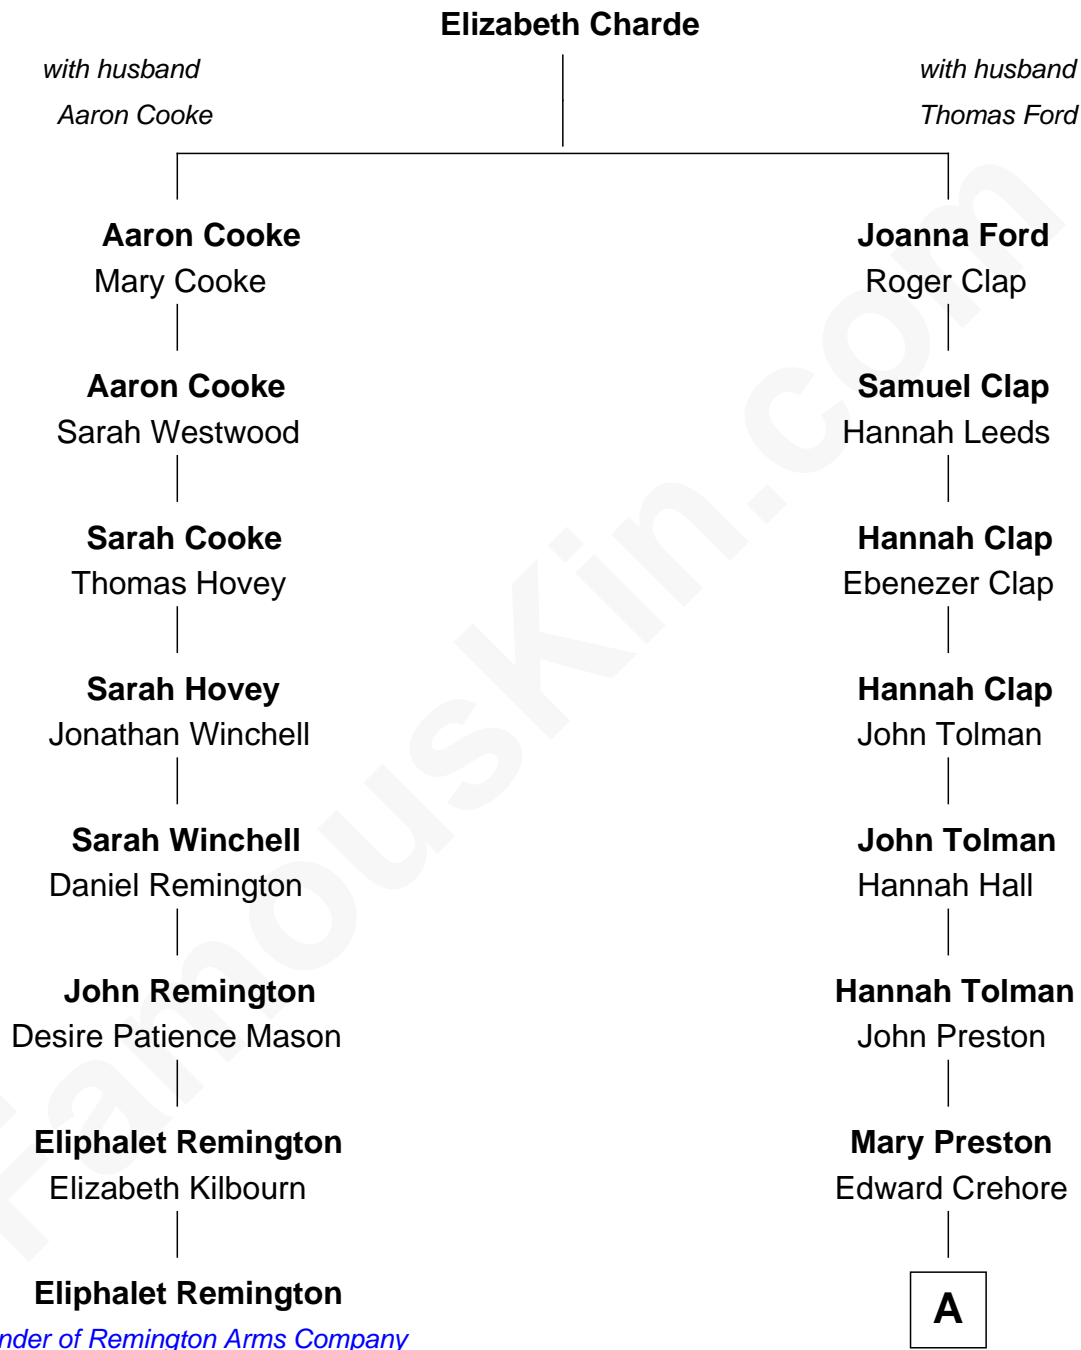 Elizabeth Charde
with husband
Aaron Cooke
with husband
Thomas Ford
Aaron Cooke
Mary Cooke
Joanna Ford
Roger Clap
Aaron Cooke
Sarah Westwood
Samuel Clap
Hannah Leeds
Sarah Cooke
Thomas Hovey
Hannah Clap
Ebenezer Clap
Sarah Hovey
Jonathan Winchell
Hannah Clap
John Tolman
Sarah Winchell
Daniel Remington
John Tolman
Hannah Hall
John Remington
Desire Patience Mason
Hannah Tolman
John Preston
Eliphalet Remington
Elizabeth Kilbourn
Mary Preston
Edward Crehore
Eliphalet Remington
nder of Remington Arms Company
A
FamousKin.com